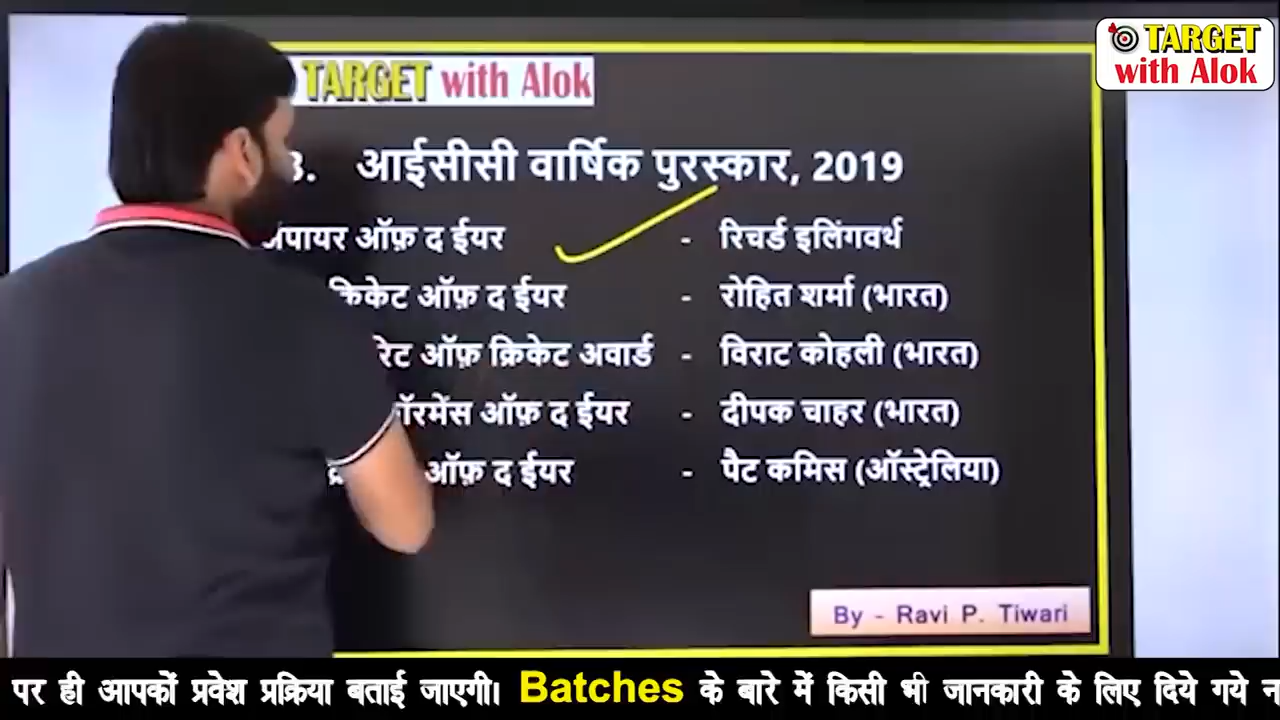 TARGET
with Alok
TARGET with Alok
3. आईसीसी वार्षिक पुरस्कार, 2019
अंपायर ऑफ़ द ईयर - रिचर्ड इलिंगवर्थ
क्रिकेट ऑफ़ द ईयर - रोहित शर्मा (भारत)
ऑफ़ क्रिकेट अवार्ड - विराट कोहली (भारत)
ऑफ़ द ईयर - दीपक चाहर (भारत)
ऑफ़ द ईयर - पैट कमिंस (ऑस्ट्रेलिया)
By - Ravi P. Tiwari
पर ही आपकों प्रवेश प्रक्रिया बताई जाएगी। Batches के बारे में किसी भी जानकारी के लिए दिये गये